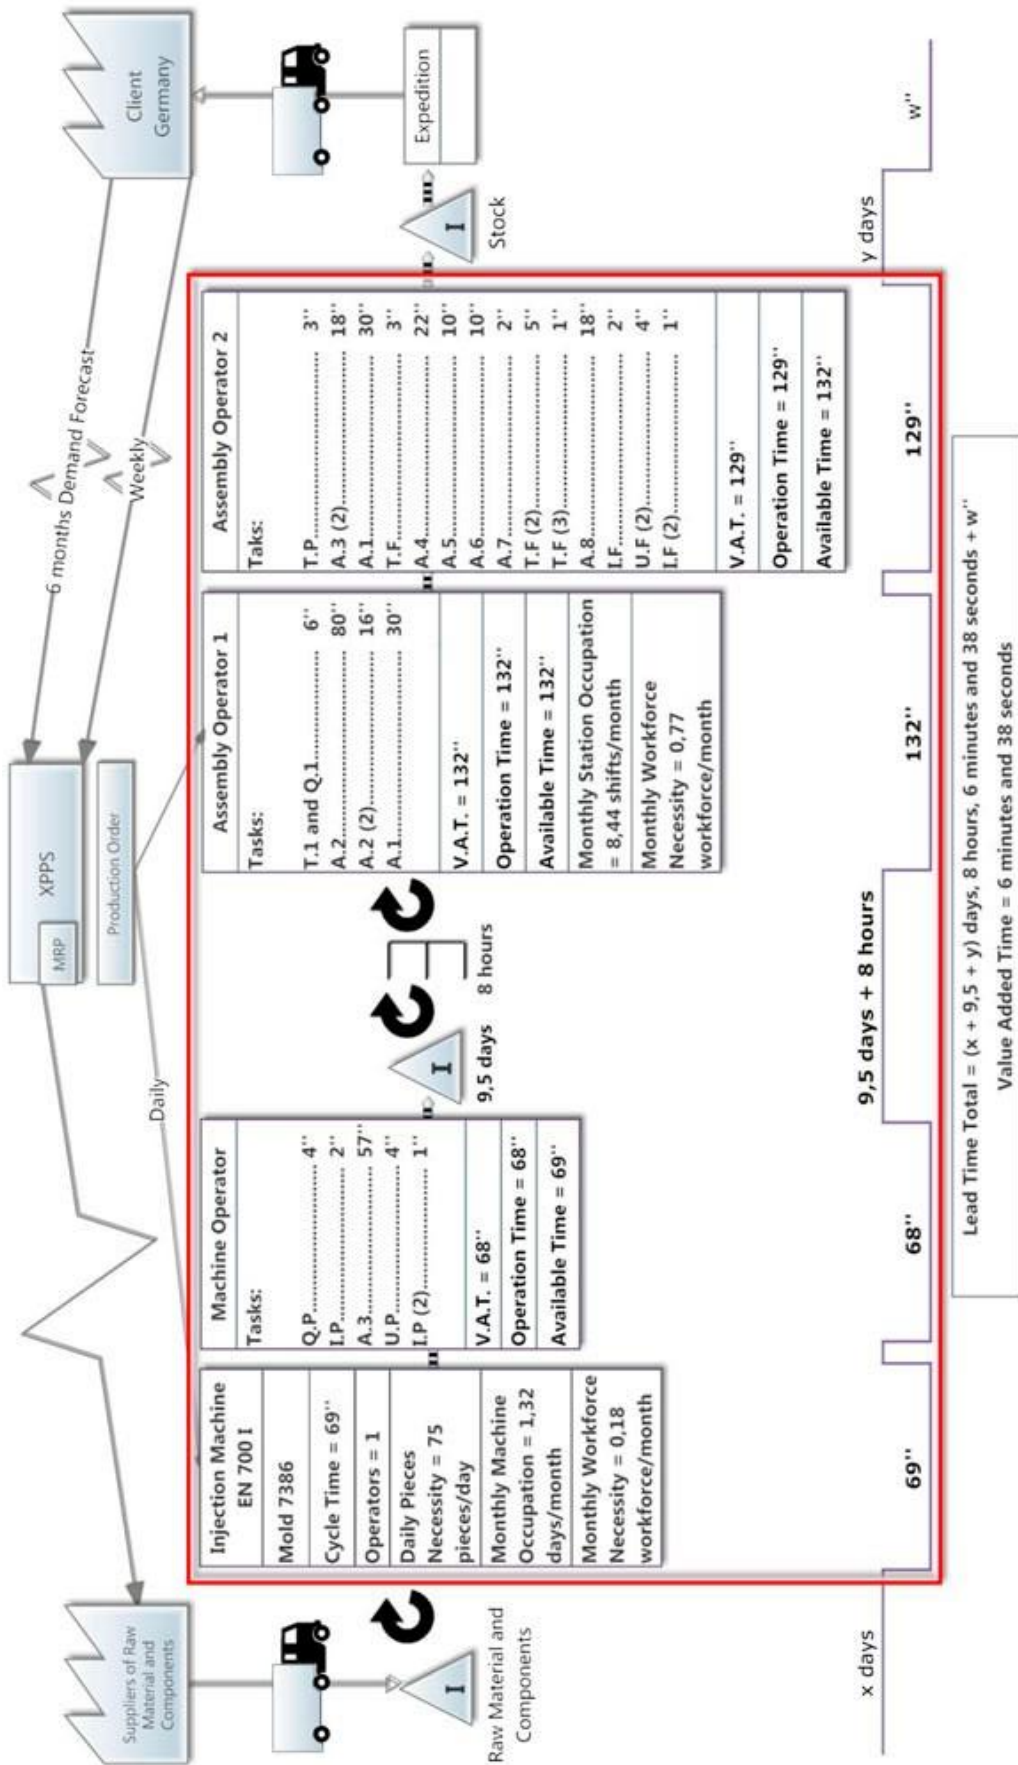 Suppliers of Raw
Material and
Components
Raw Material and
Components
XPPS
MRP
Production Order
Daily
6 months Demand Forecast
Weekly
Client
Germany
Injection Machine
EN 700 I
Mold 7386
Cycle Time = 69''
Operators = 1
Daily Pieces
Necessity = 75
pieces/day
Monthly Machine
Occupation = 1,32
days/month
Monthly Workforce
Necessity = 0,18
workforce/month
Machine Operator
Tasks:
Q.P.................................... 4''
I.P..................................... 2''
A.3.................................... 57''
U.P.................................... 4''
I.P (2)............................... 1''
V.A.T. = 68''
Operation Time = 68''
Available Time = 69''
I
I
9,5 days
8 hours
Assembly Operator 1
Tasks:
T.1 and Q.1...................... 6''
A.2................................... 80''
A.2 (2)............................. 16''
A.1................................... 30''
V.A.T. = 132''
Operation Time = 132''
Available Time = 132''
Monthly Station Occupation
= 8,44 shifts/month
Monthly Workforce
Necessity = 0,77
workforce/month
Assembly Operator 2
Taks:
T.P................................... 3''
A.3 (2)............................. 18''
A.1................................... 30''
T.F................................... 3''
A.4................................... 22''
A.5................................... 10''
A.6................................... 10''
A.7................................... 2''
T.F (2)............................. 5''
T.F (3)............................. 1''
A.8................................... 18''
I.F.................................... 2''
U.F (2)............................. 4''
I.F (2).............................. 1''
V.A.T. = 129''
Operation Time = 129''
Available Time = 132''
I
Stock
Expedition
x days
69''
68''
9,5 days + 8 hours
132''
129''
y days
w''
Lead Time Total = (x + 9,5 + y) days, 8 hours, 6 minutes and 38 seconds + w''
Value Added Time = 6 minutes and 38 seconds